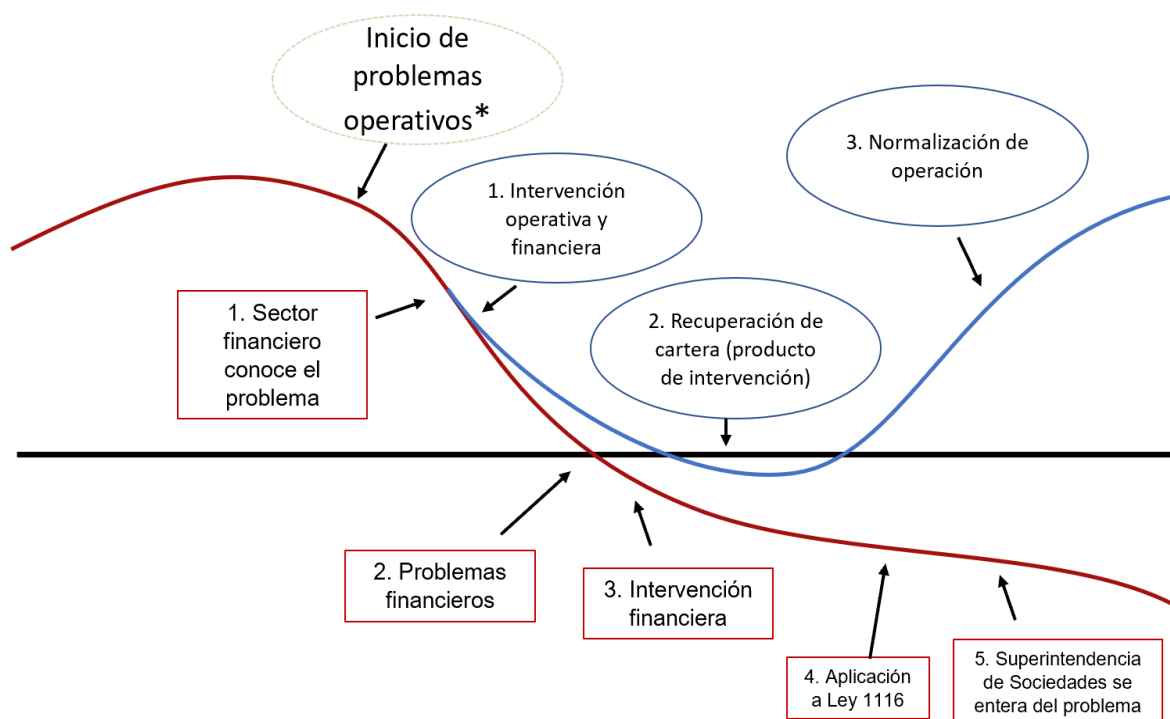 Inicio de
problemas
operativos*
1. Intervención
operativa y
financiera
3. Normalización de
operación
1. Sector
financiero
conoce el
problema
2. Recuperación de
cartera (producto
de intervención)
2. Problemas
financieros
3. Intervención
financiera
4. Aplicación
a Ley 1116
5. Superintendencia
de Sociedades se
entera del problema